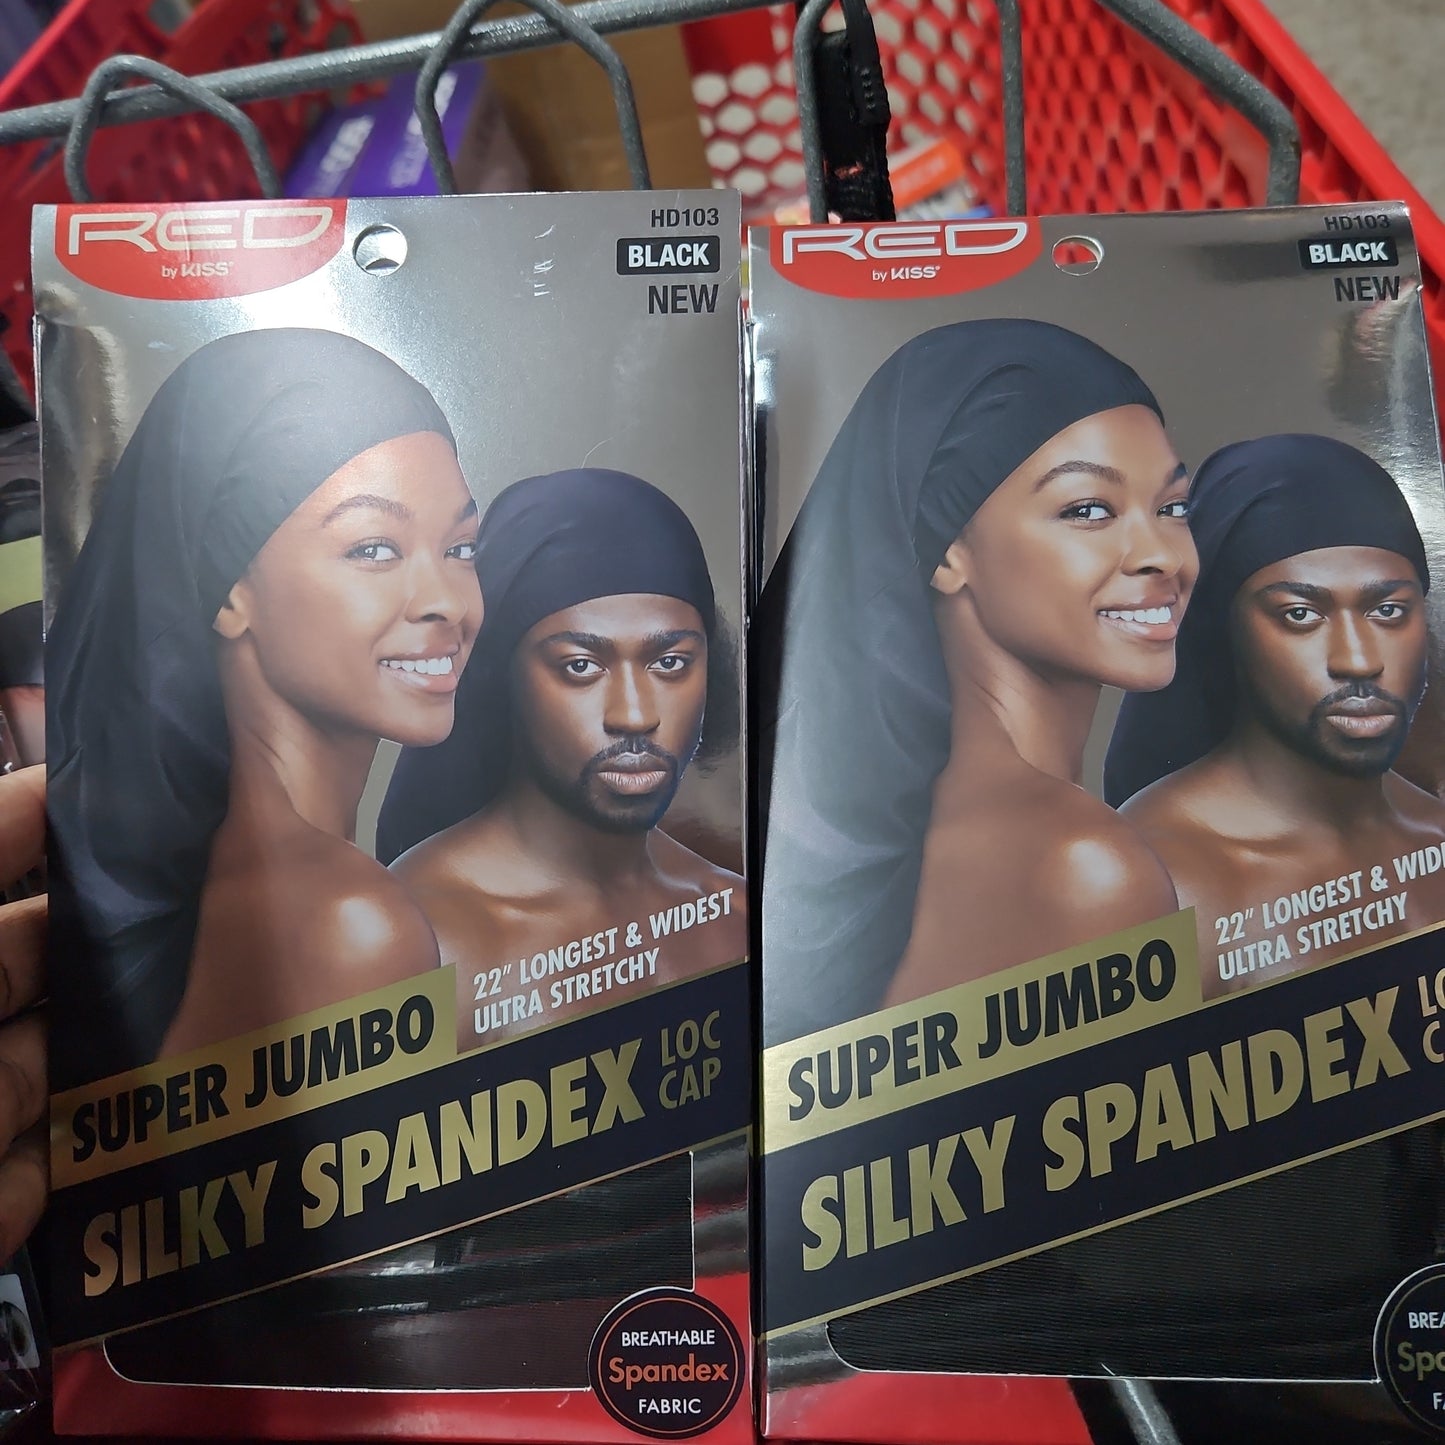 RED
by KISS®
HD103
BLACK
NEW
22" LONGEST & WIDEST
ULTRA STRETCHY
SUPER JUMBO
SILKY SPANDEX
LOC
CAP
BREATHABLE
Spandex
FABRIC
RED
by KISS®
HD103
BLACK
NEW
22" LONGEST &
ULTRA STRETCHY
SUPER JUMBO
SILKY SPANDEX